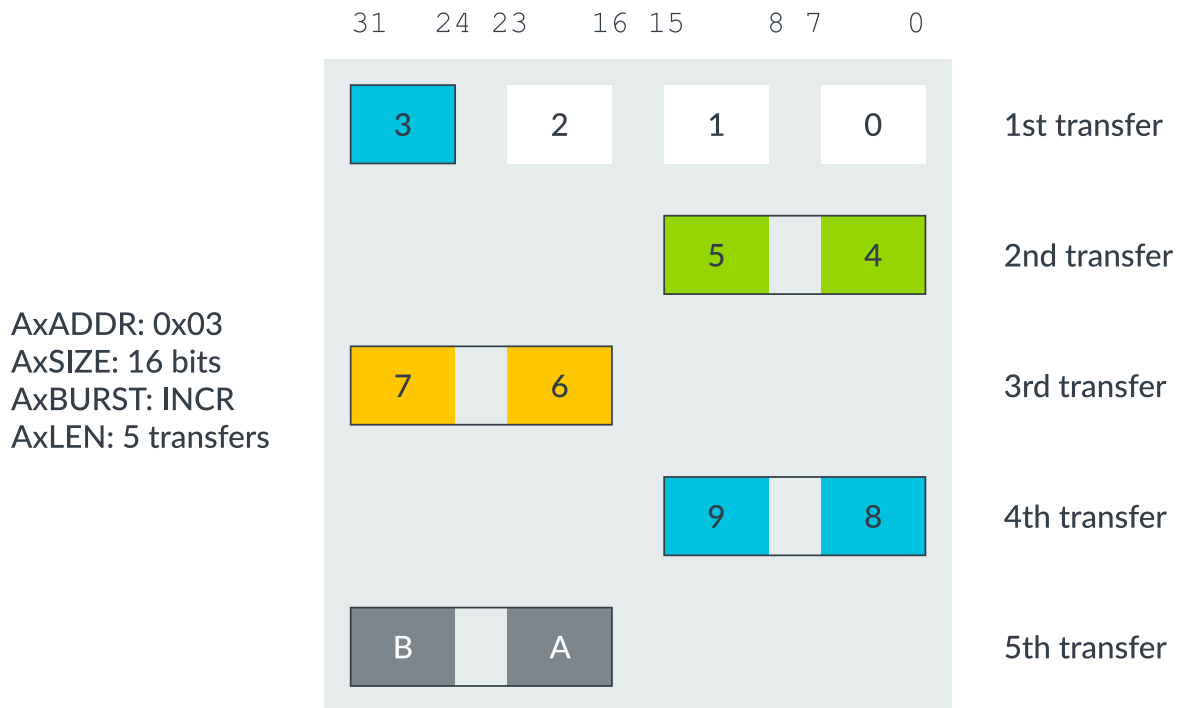 31 24 23 16 15 8 7 0
3 2 1 0 1st transfer
5 4 2nd transfer
AxADDR: 0x03
AxSIZE: 16 bits
AxBURST: INCR
AxLEN: 5 transfers
7 6 3rd transfer
9 8 4th transfer
B A 5th transfer